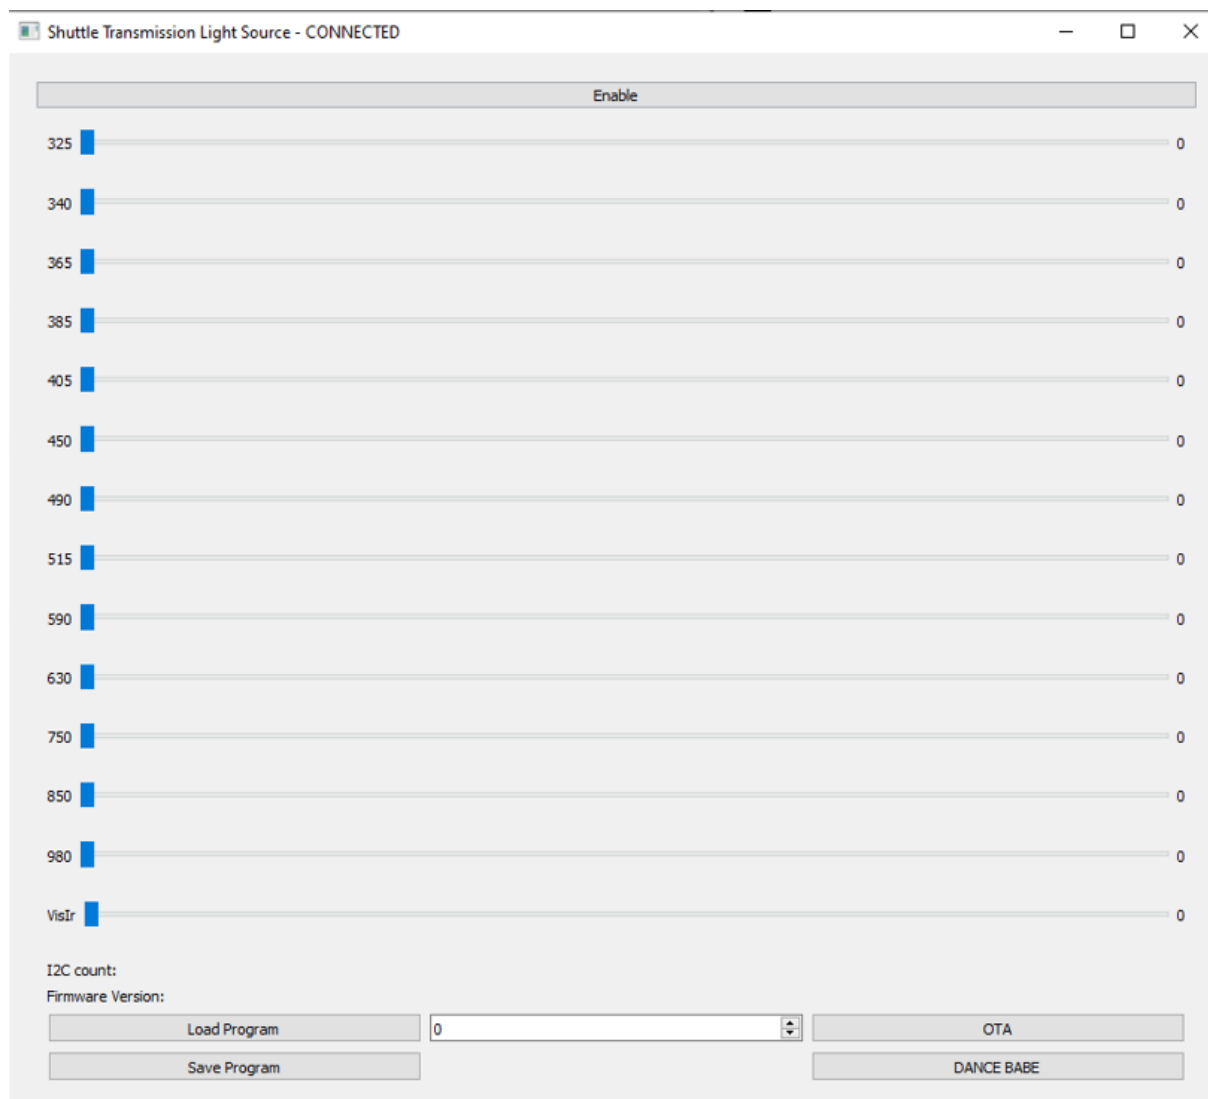 Shuttle Transmission Light Source - CONNECTED
Enable
325 0
340 0
365 0
385 0
405 0
450 0
490 0
515 0
590 0
630 0
750 0
850 0
980 0
VisIr 0
I2C count:
Firmware Version:
Load Program 0 OTA
Save Program DANCE BABE